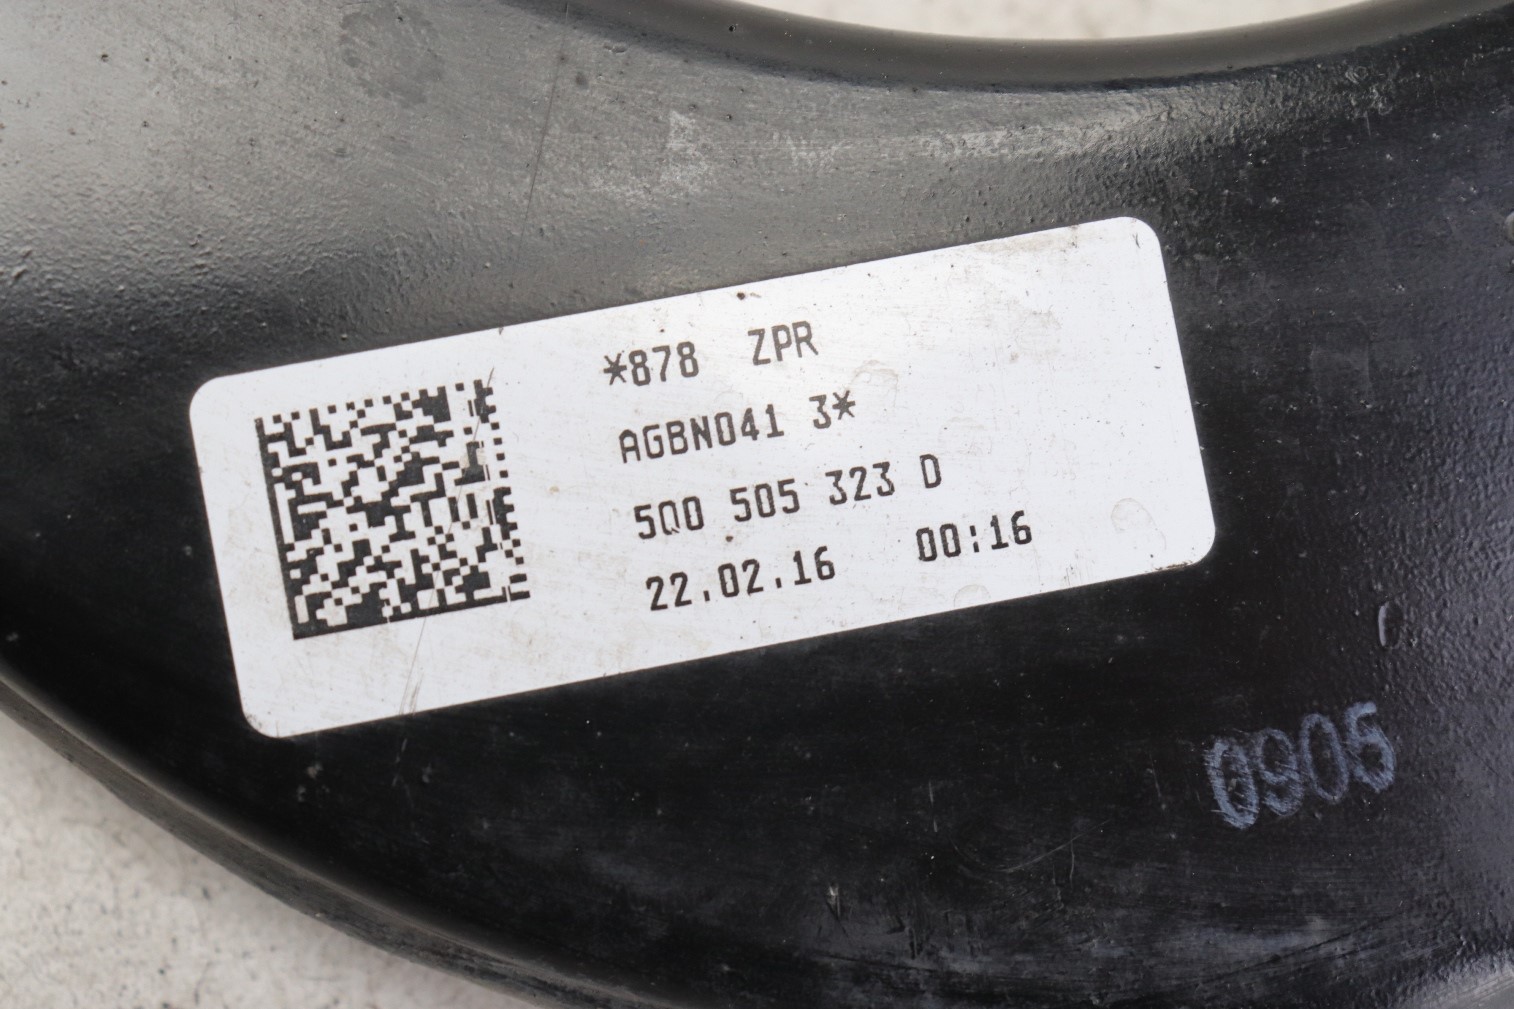 *878 ZPR
AGBN041 3*
5Q0 505 323 D
22.02.16 00:16
0905